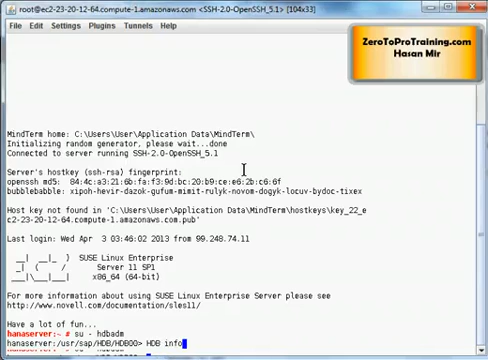 root@ec2-23-20-12-64.compute-1.amazonaws.com <SSH-2.0-OpenSSH_5.1> [104x33]
File Edit Settings Plugins Tunnels Help
ZeroToProTraining.com
Hasan Mir
MindTerm home: C:\Users\User\Application Data\MindTerm\
Initializing random generator, please wait...done
Connected to server running SSH-2.0-OpenSSH_5.1
Server's hostkey (ssh-rsa) fingerprint:
openssh md5: 84:4c:a3:21:6b:fa:f3:9d:bc:20:b9:ce:e6:2b:c6:6f
bubblebabble: xipoh-hevir-dazok-gufum-mimit-rulyk-novom-dogyk-locuv-bydoc-tixex
Host key not found in 'C:\Users\User\Application Data\MindTerm\hostkeys\key_22_e
c2-23-20-12-64.compute-1.amazonaws.com.pub'
Last login: Wed Apr 3 03:46:02 2013 from 99.248.74.11
__| __|_ ) SUSE Linux Enterprise
_| ( / Server 11 SP1
___|\___|___| x86_64 (64-bit)
For more information about using SUSE Linux Enterprise Server please see
http://www.novell.com/documentation/sles11/
Have a lot of fun...
hanaserver:~ # su - hdbadm
hanaserver:/usr/sap/HDB/HDB00> HDB info